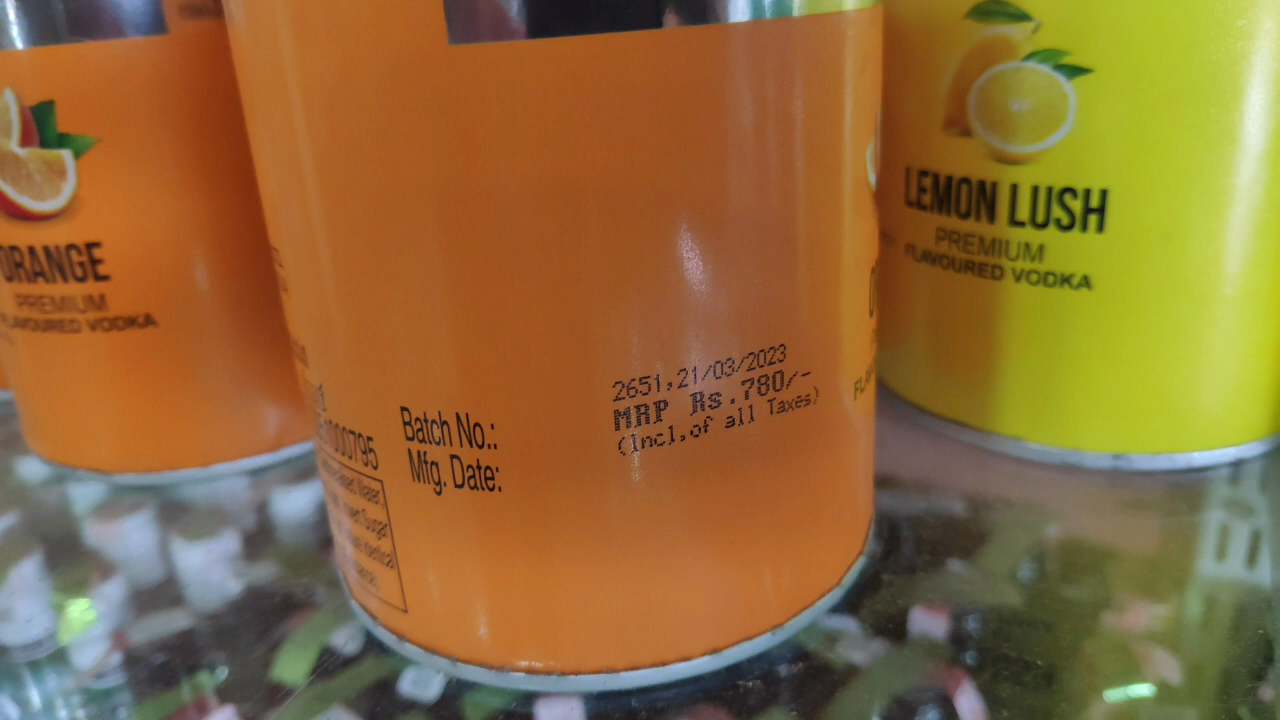 ORANGE
PREMIUM
FLAVOURED VODKA
000795
Batch No.:
Mfg. Date:
2651,21/03/2023
MRP Rs.780/-
(Incl.of all Taxes)
LEMON LUSH
PREMIUM
FLAVOURED VODKA